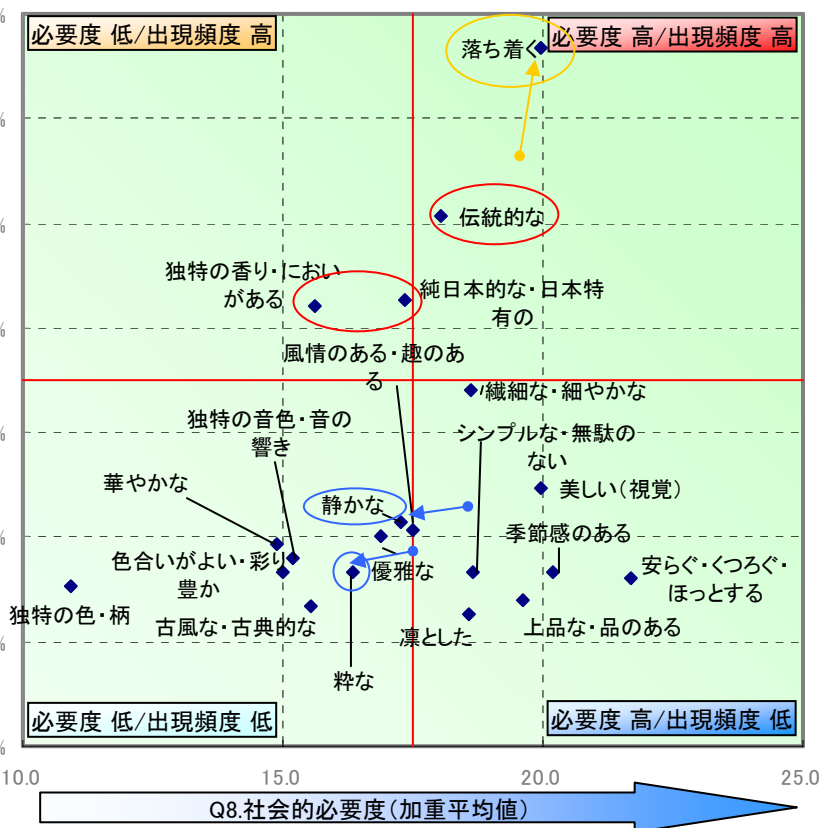 %
必要度 低/出現頻度 高
必要度 高/出現頻度 高
落ち着く
%
%
伝統的な
独特の香り・におい
がある
純日本的な・日本特
有の
%
風情のある・趣のあ
る
繊細な・細やかな
独特の音色・音の
響き
シンプルな・無駄の
ない
%
華やかな
静かな
美しい（視覚）
%
季節感のある
色合いがよい・彩り
豊か
優雅な
安らぐ・くつろぐ・
ほっとする
独特の色・柄
古風な・古典的な
凛とした
上品な・品のある
%
粋な
必要度 低/出現頻度 低
必要度 高/出現頻度 低
%
10.0
15.0
20.0
25.0
Q8.社会的必要度（加重平均値）